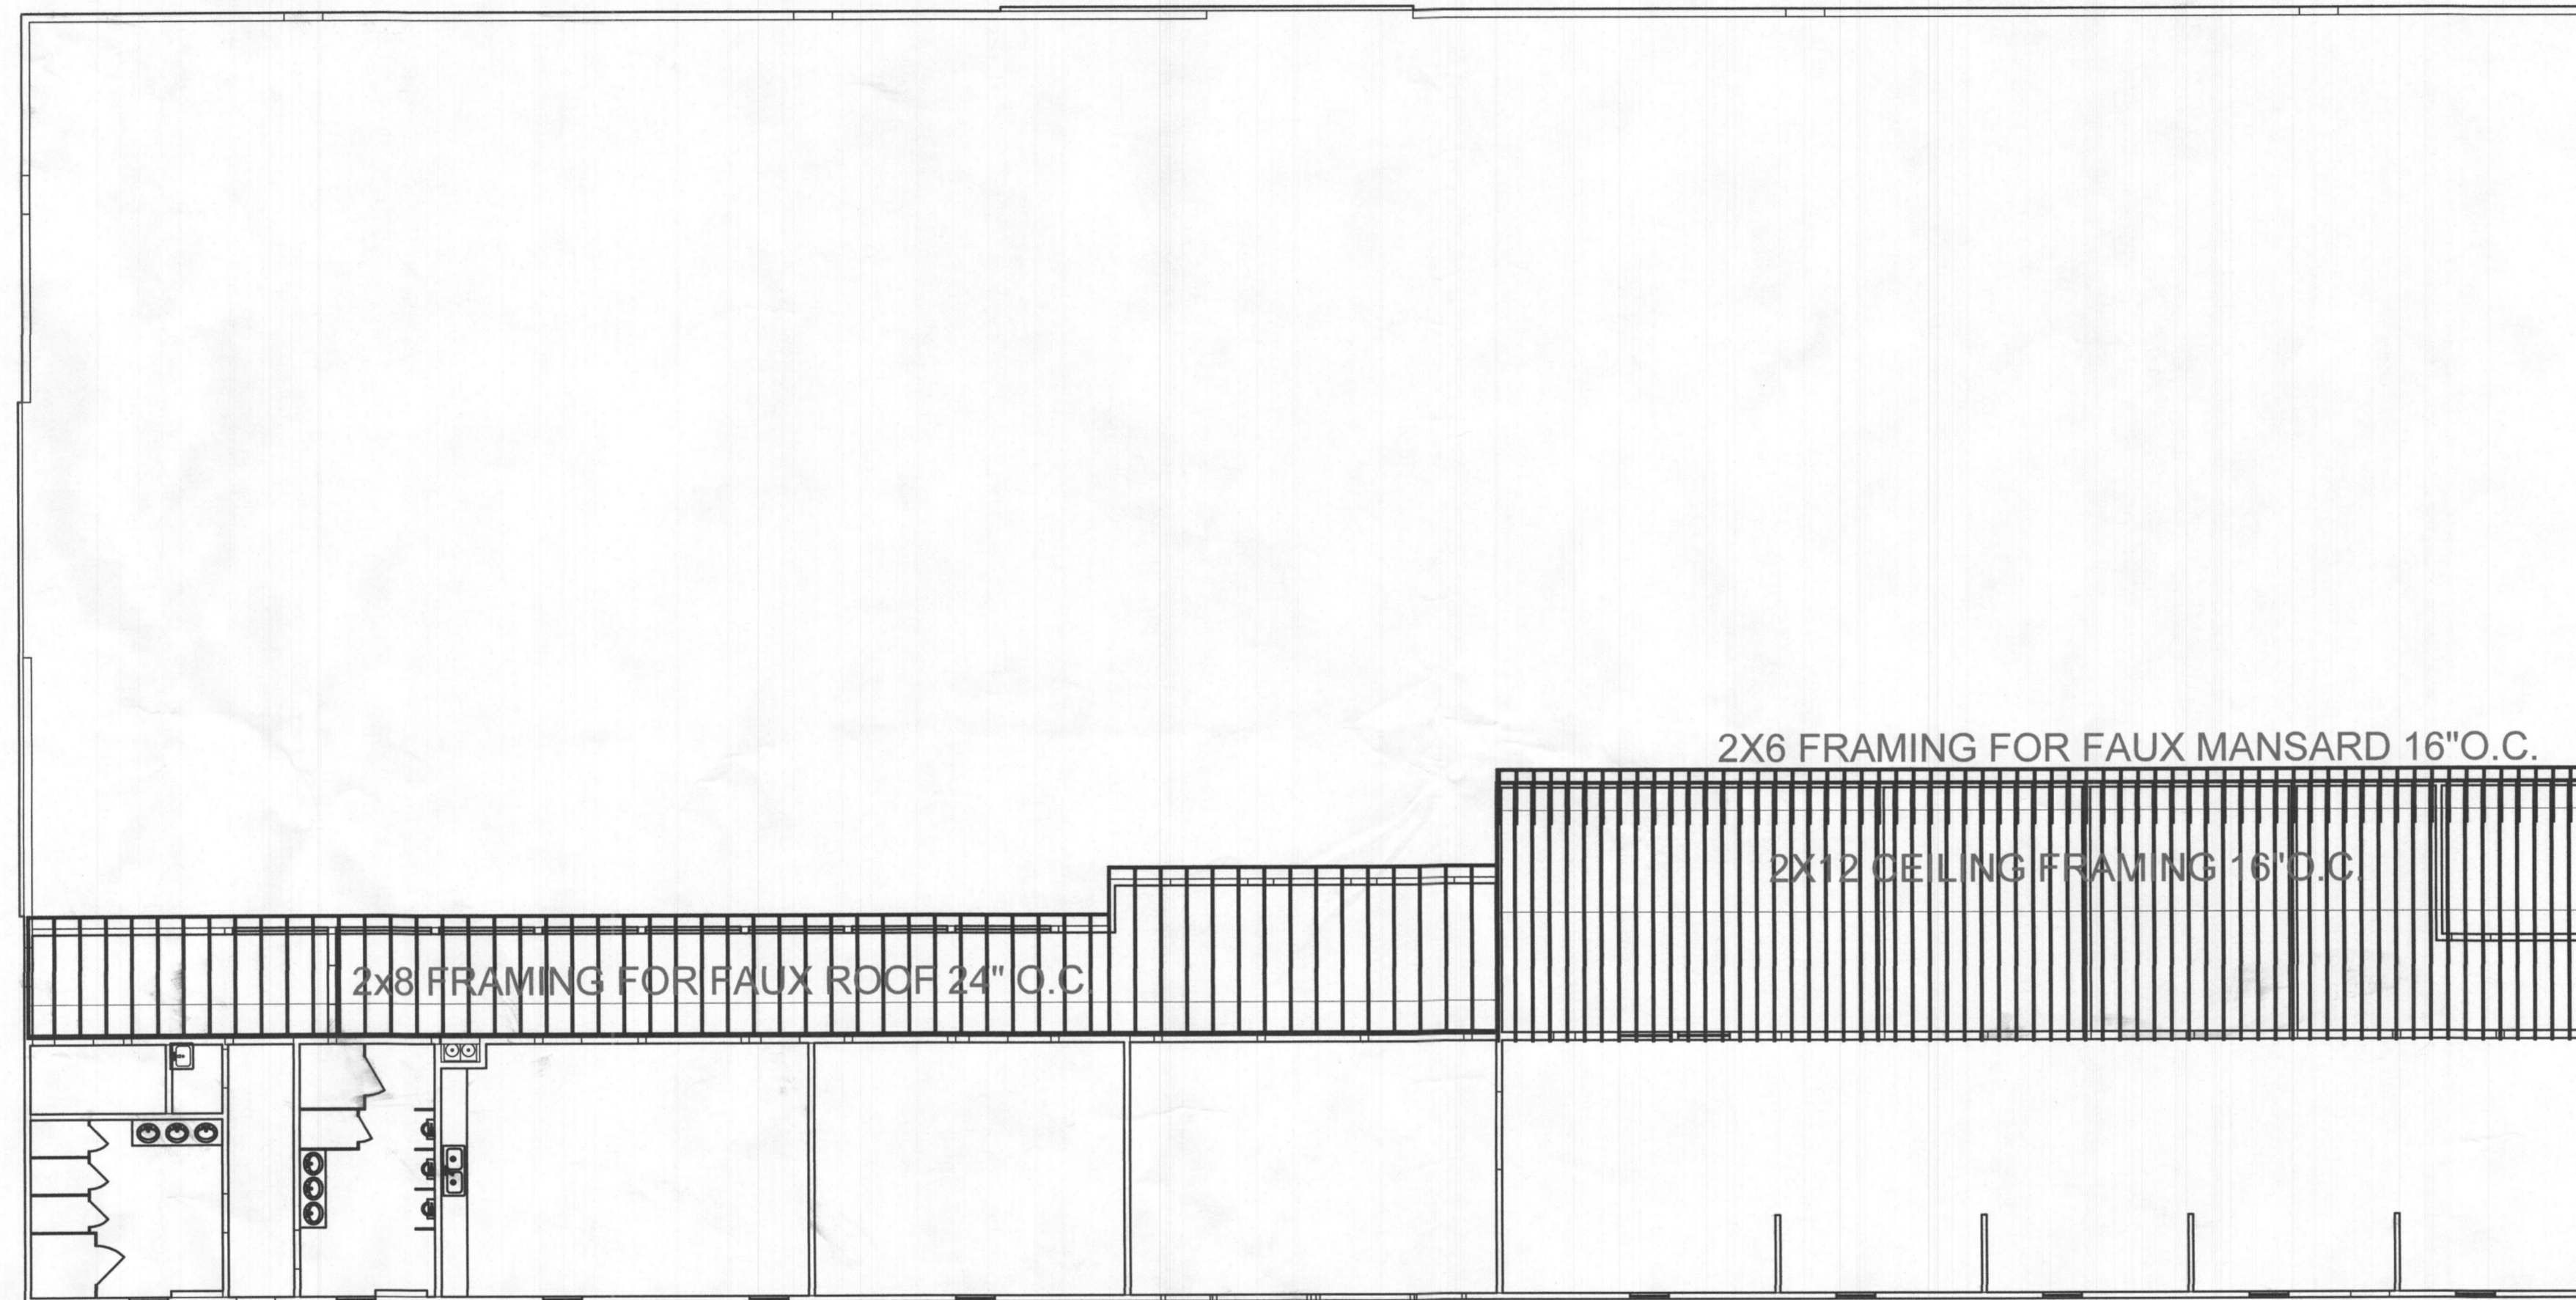 2X6 FRAMING FOR FAUX MANSARD 16"O.C.
2X12 CEILING FRAMING 16"O.C.
2x8 FRAMING FOR FAUX ROOF 24" O.C.